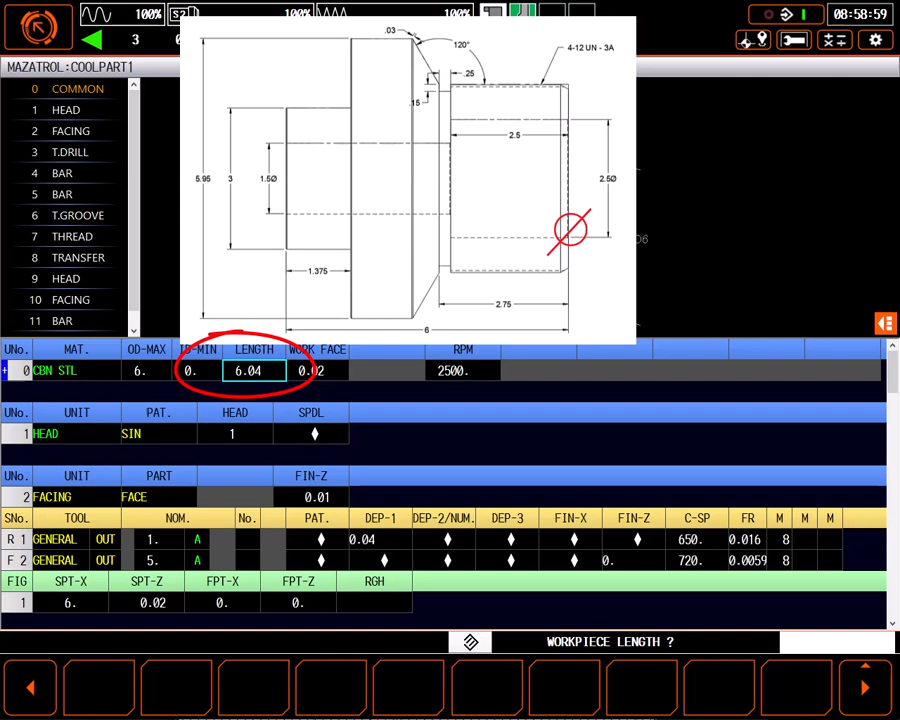 100% S2 100% 100% 08:58:59
3
MAZATROL:COOLPART1
0 COMMON
1 HEAD
2 FACING
3 T.DRILL
4 BAR
5 BAR
6 T.GROOVE
7 THREAD
8 TRANSFER
9 HEAD
10 FACING
11 BAR
.03
120°
4-12 UN - 3A
.25
.15
2.5
5.95
3
1.5Ø
2.5Ø
1.375
2.75
6
UNo. MAT. OD-MAX ID-MIN LENGTH WORK FACE RPM
0 CBN STL 6. 0. 6.04 0.02 2500.
UNo. UNIT PAT. HEAD SPDL
1 HEAD SIN 1 ♦
UNo. UNIT PART FIN-Z
2 FACING FACE 0.01
SNo. TOOL NOM. No. PAT. DEP-1 DEP-2/NUM. DEP-3 FIN-X FIN-Z C-SP FR M M M
R 1 GENERAL OUT 1. A ♦ 0.04 ♦ ♦ ♦ ♦ 650. 0.016 8
F 2 GENERAL OUT 5. A ♦ ♦ ♦ ♦ ♦ 0. 720. 0.0059 8
FIG SPT-X SPT-Z FPT-X FPT-Z RGH
1 6. 0.02 0. 0.
WORKPIECE LENGTH ?